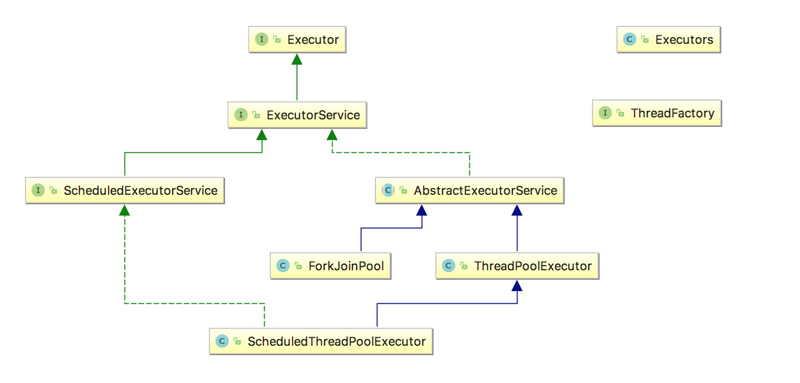 I Executor
C Executors
I ExecutorService
I ThreadFactory
I ScheduledExecutorService
C AbstractExecutorService
C ForkJoinPool
C ThreadPoolExecutor
C ScheduledThreadPoolExecutor